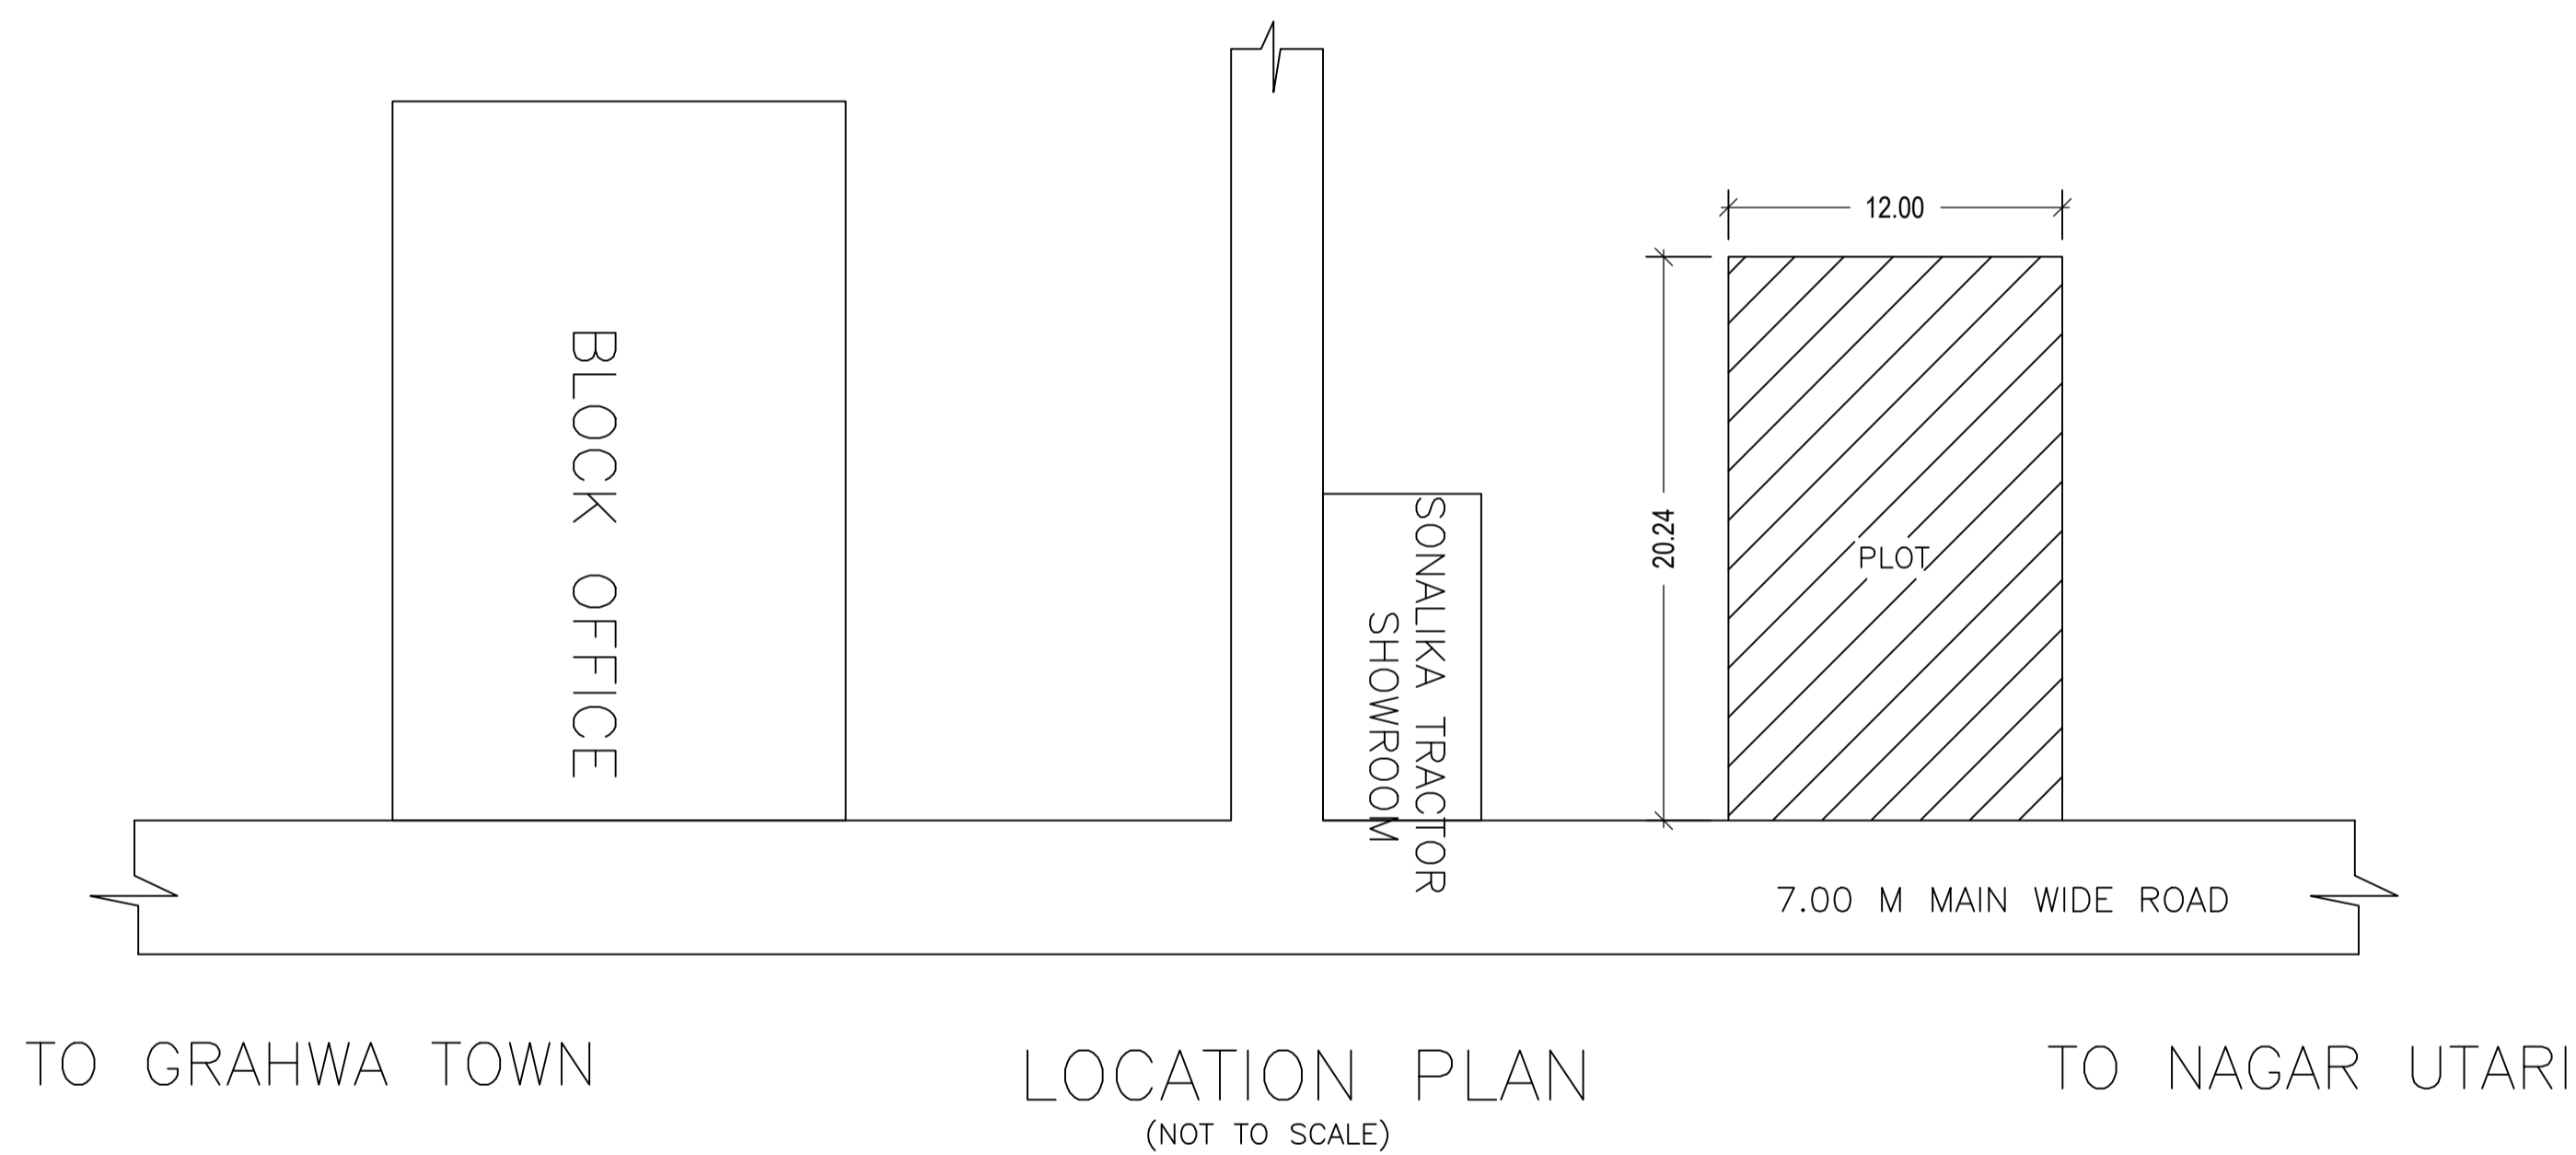 12.00
BLOCK OFFICE
SONALIKA TRACTOR
SHOWROOM
20.24
PLOT
7.00 M MAIN WIDE ROAD
TO GRAHWA TOWN
LOCATION PLAN
(NOT TO SCALE)
TO NAGAR UTARI